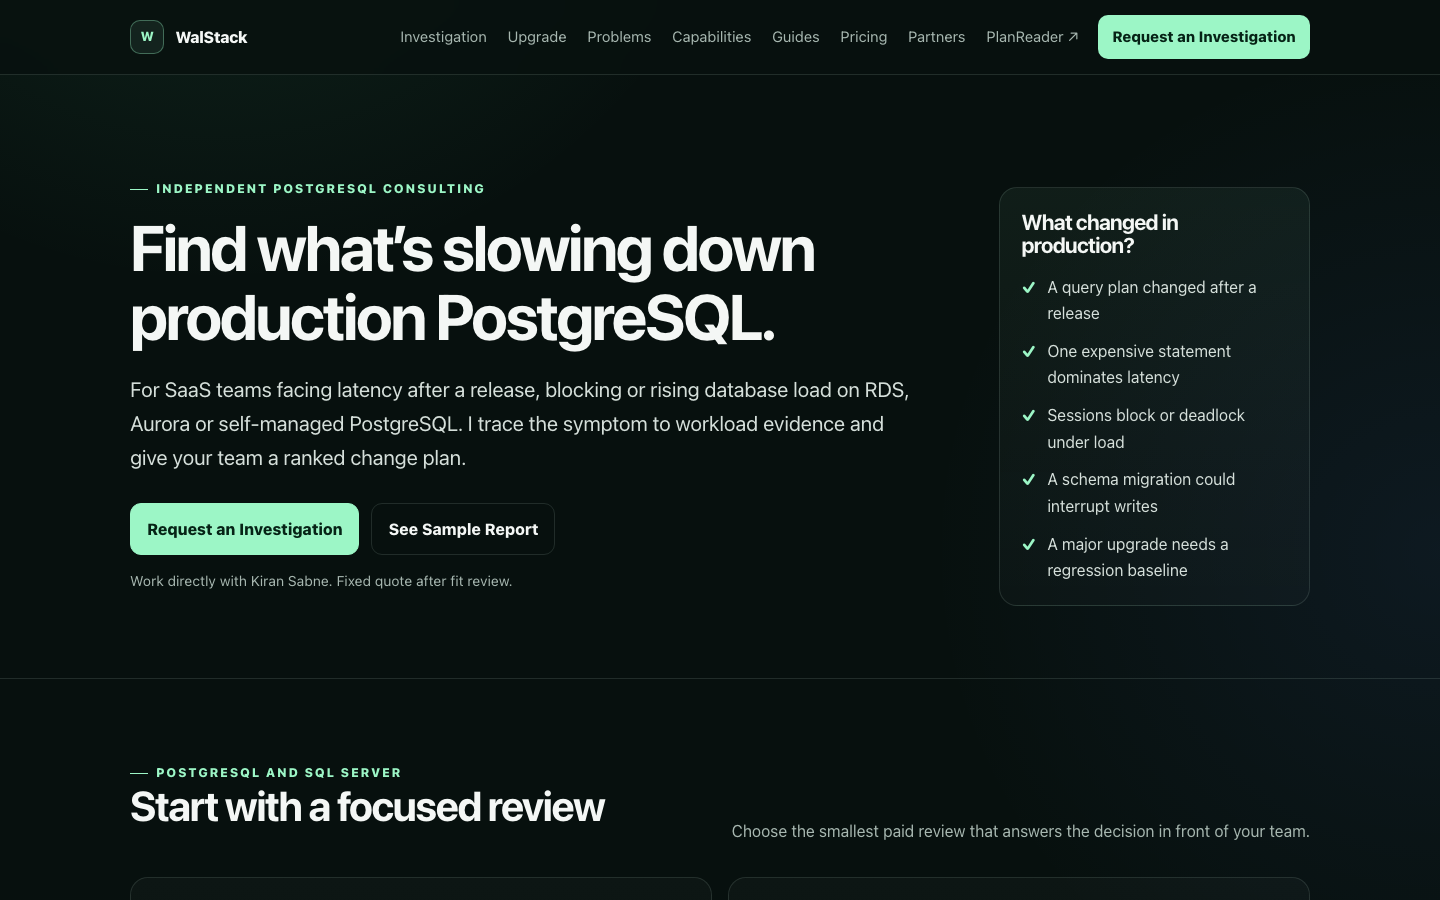 W WalStack Investigation Upgrade Problems Capabilities Guides Pricing Partners PlanReader ↗ Request an Investigation
INDEPENDENT POSTGRESQL CONSULTING
Find what’s slowing down
production PostgreSQL.
For SaaS teams facing latency after a release, blocking or rising database load on RDS,
Aurora or self-managed PostgreSQL. I trace the symptom to workload evidence and
give your team a ranked change plan.
Request an Investigation See Sample Report
Work directly with Kiran Sabne. Fixed quote after fit review.
What changed in
production?
A query plan changed after a
release
One expensive statement
dominates latency
Sessions block or deadlock
under load
A schema migration could
interrupt writes
A major upgrade needs a
regression baseline
POSTGRESQL AND SQL SERVER
Start with a focused review
Choose the smallest paid review that answers the decision in front of your team.